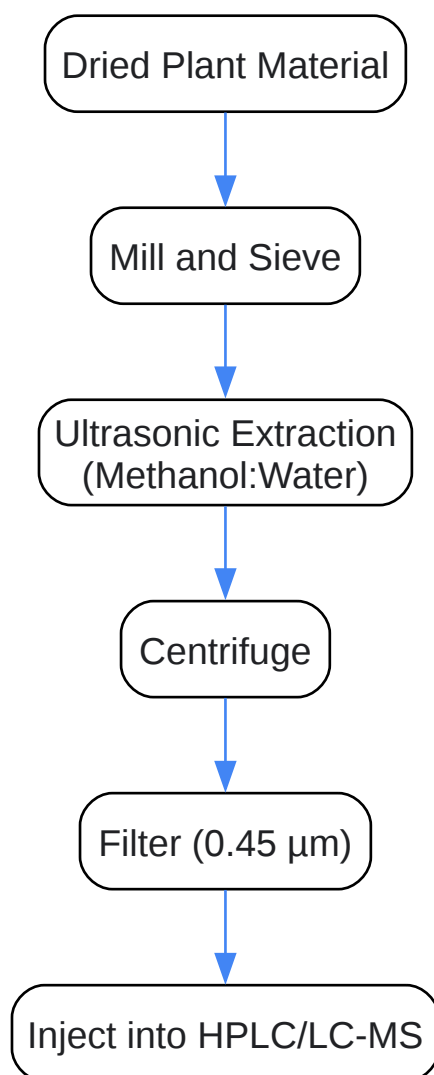 Dried Plant Material
Mill and Sieve
Ultrasonic Extraction
(Methanol:Water)
Centrifuge
Filter (0.45 µm)
Inject into HPLC/LC-MS